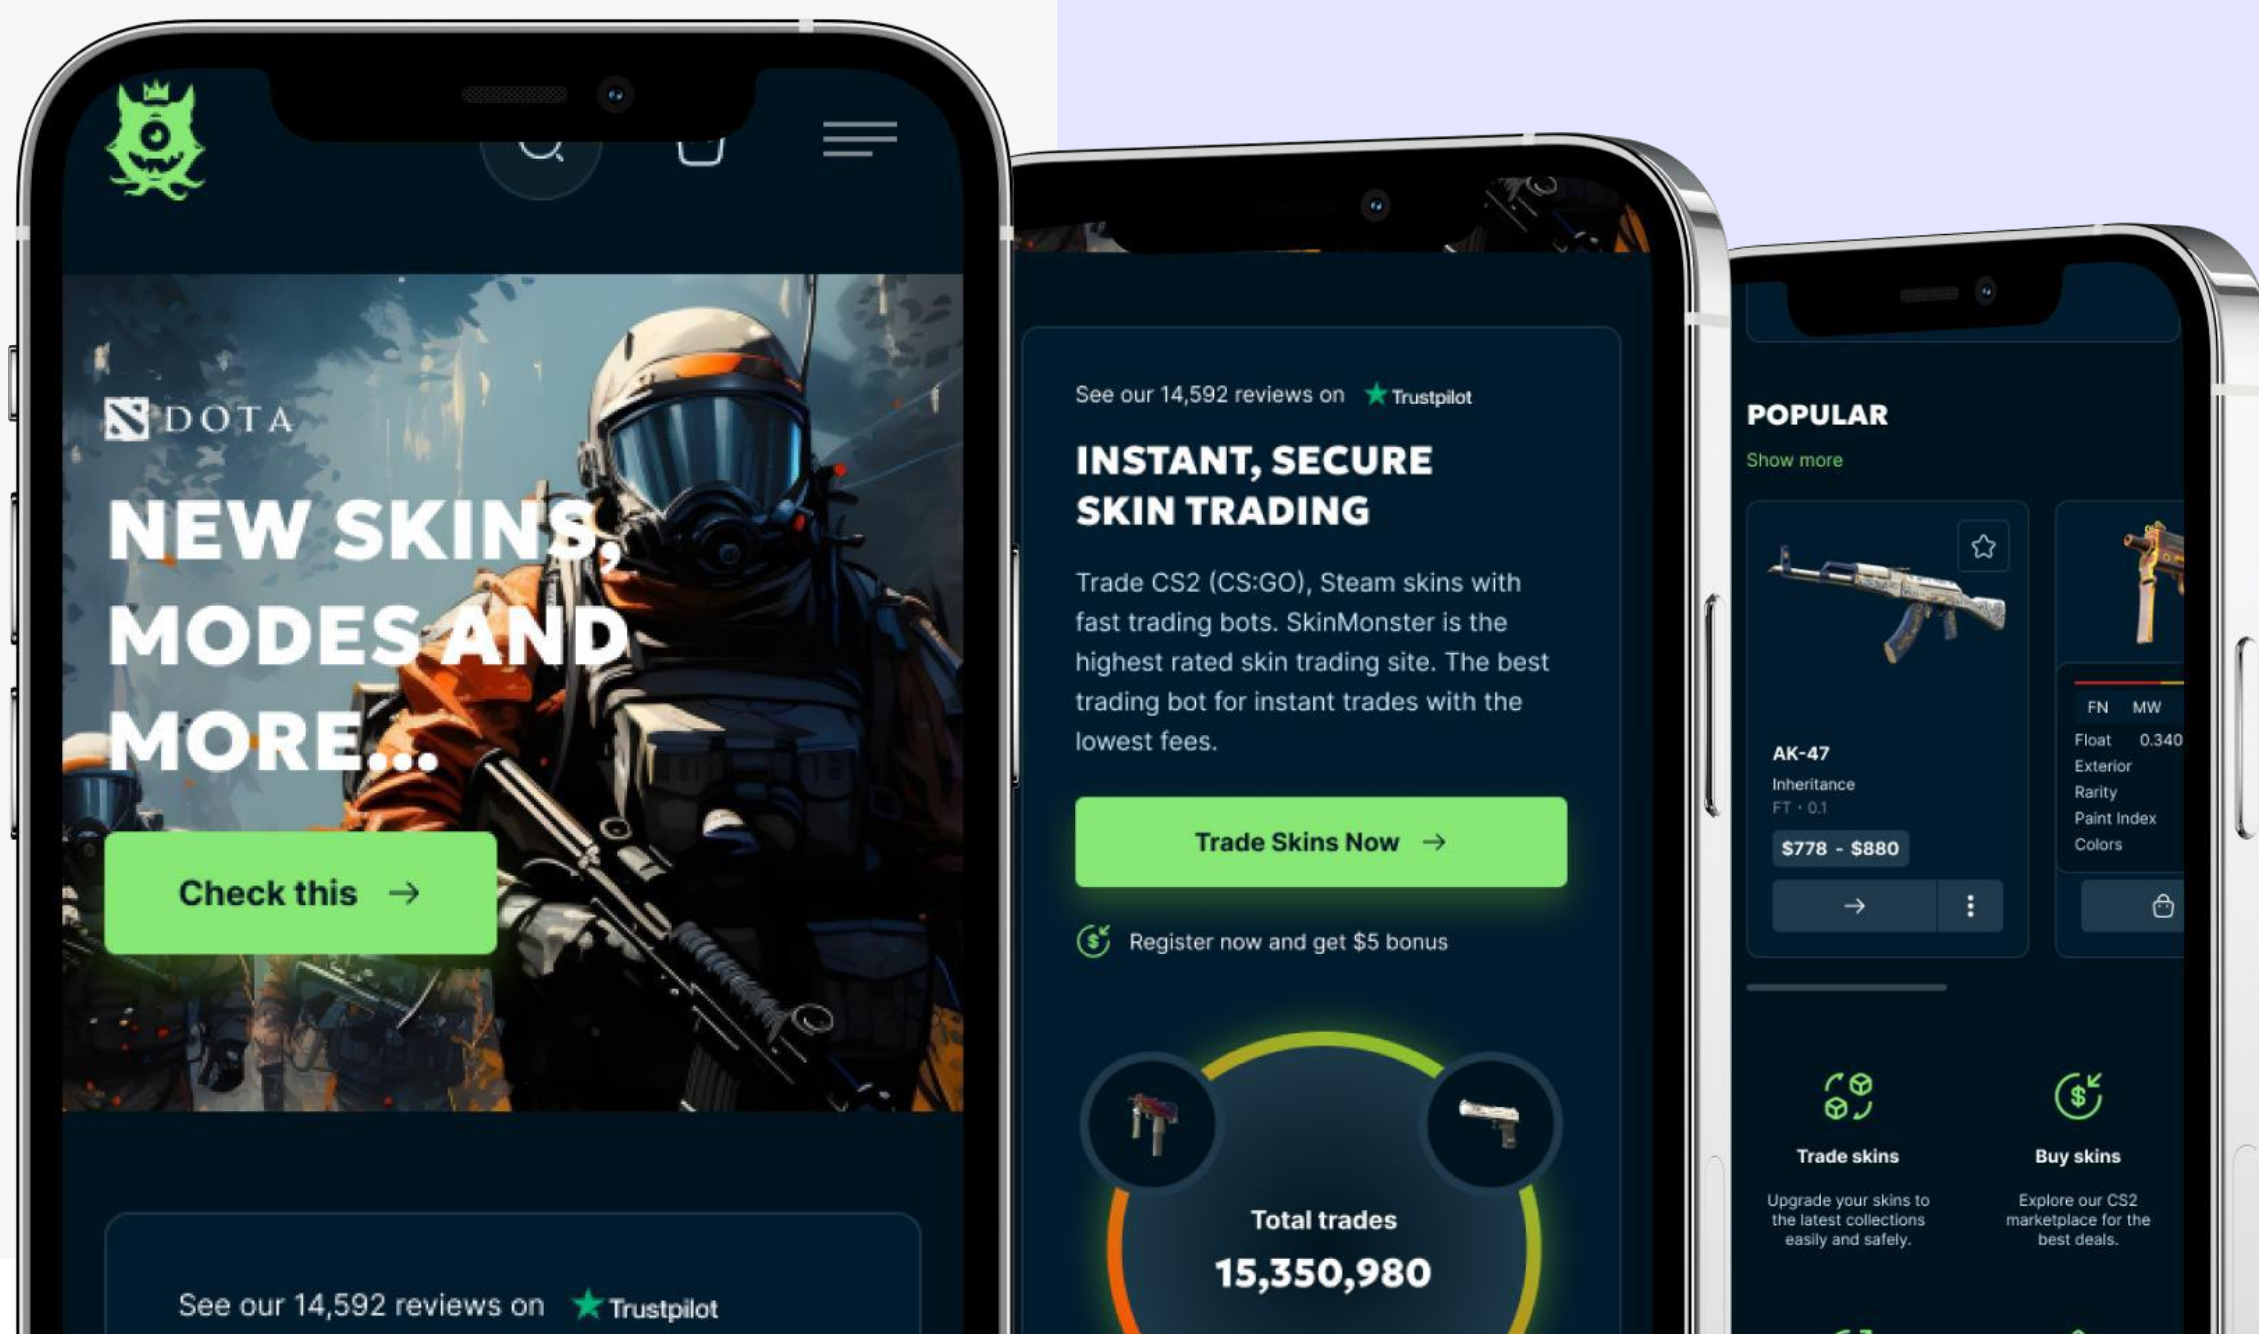 DOTA
NEW SKINS,
MODES AND
MORE...
Check this →
See our 14,592 reviews on Trustpilot
See our 14,592 reviews on Trustpilot
INSTANT, SECURE
SKIN TRADING
Trade CS2 (CS:GO), Steam skins with
fast trading bots. SkinMonster is the
highest rated skin trading site. The best
trading bot for instant trades with the
lowest fees.
Trade Skins Now →
Register now and get $5 bonus
Total trades
15,350,980
POPULAR
Show more
AK-47
Inheritance
FT · 0.1
$778 - $880
FN MW
Float 0.340
Exterior
Rarity
Paint Index
Colors
Trade skins
Upgrade your skins to
the latest collections
easily and safely.
Buy skins
Explore our CS2
marketplace for the
best deals.